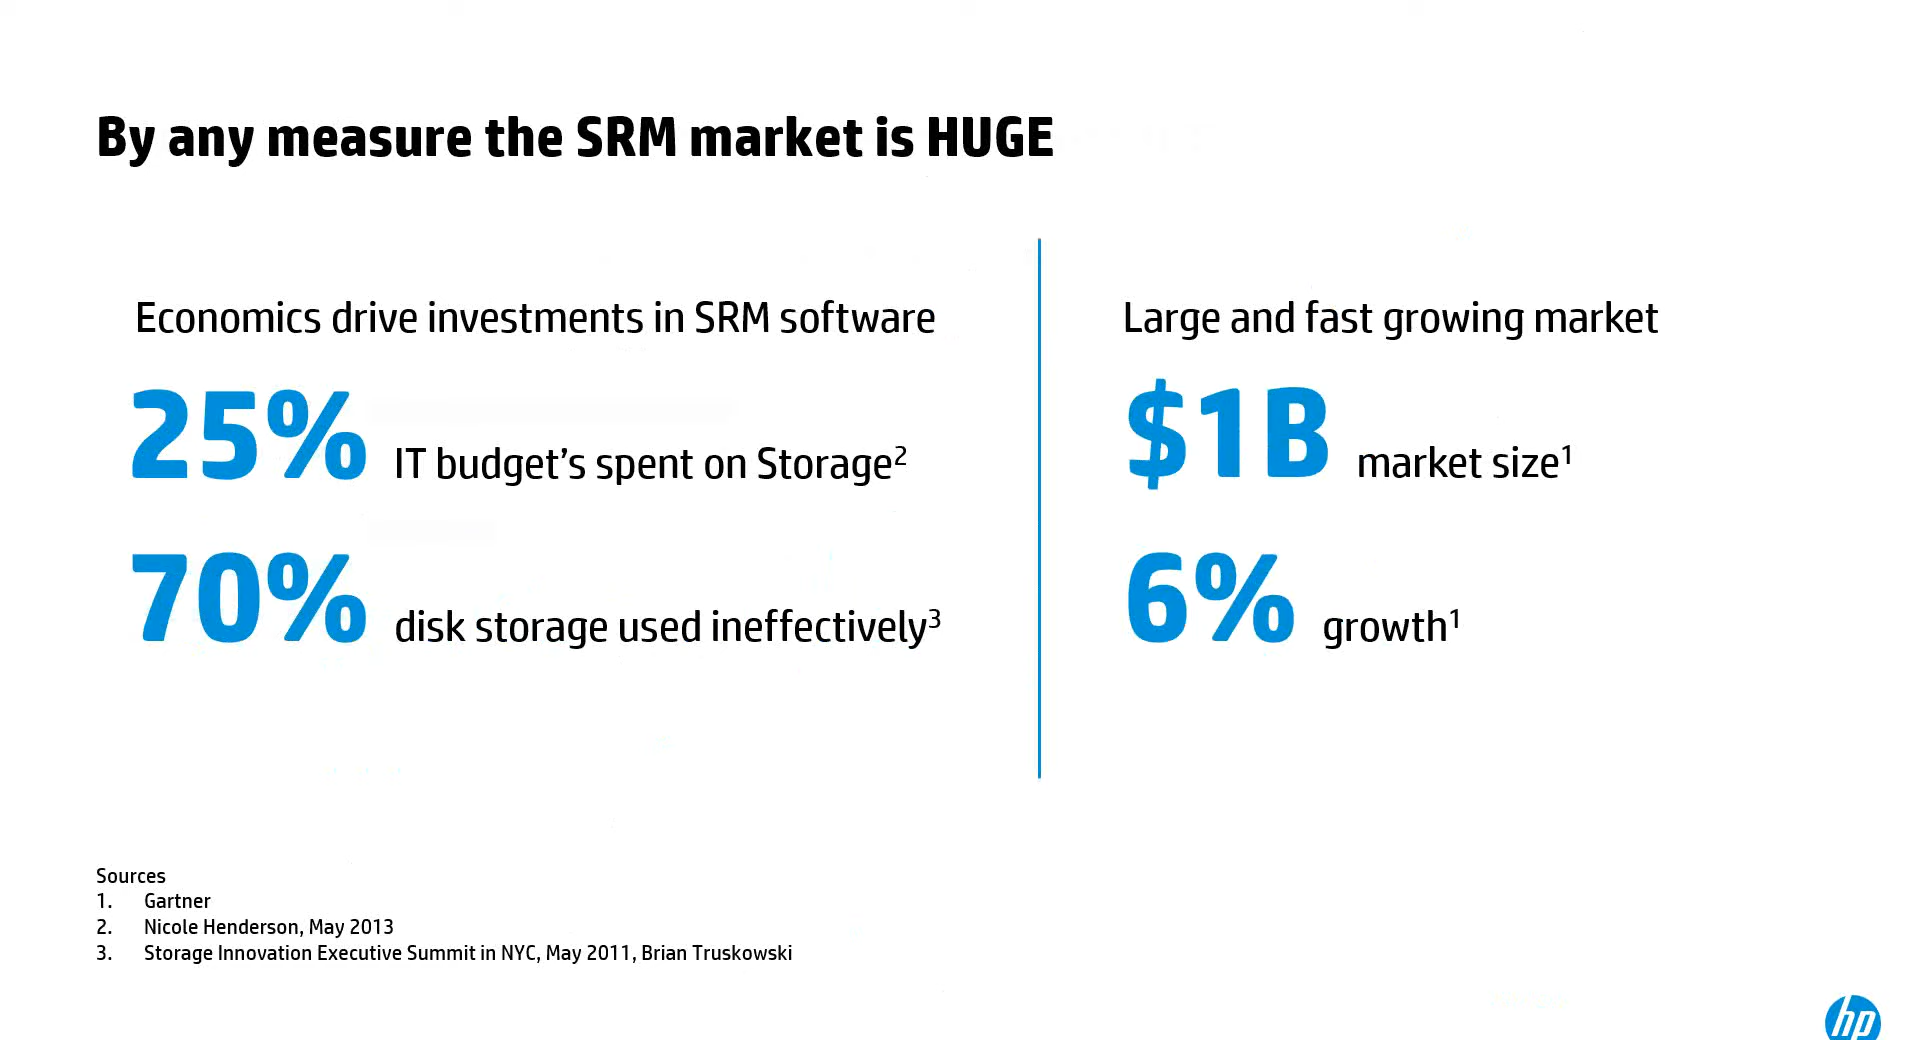 By any measure the SRM market is HUGE
Economics drive investments in SRM software
25% IT budget’s spent on Storage²
70% disk storage used ineffectively³
Large and fast growing market
$1B market size¹
6% growth¹
Sources
1. Gartner
2. Nicole Henderson, May 2013
3. Storage Innovation Executive Summit in NYC, May 2011, Brian Truskowski
hp